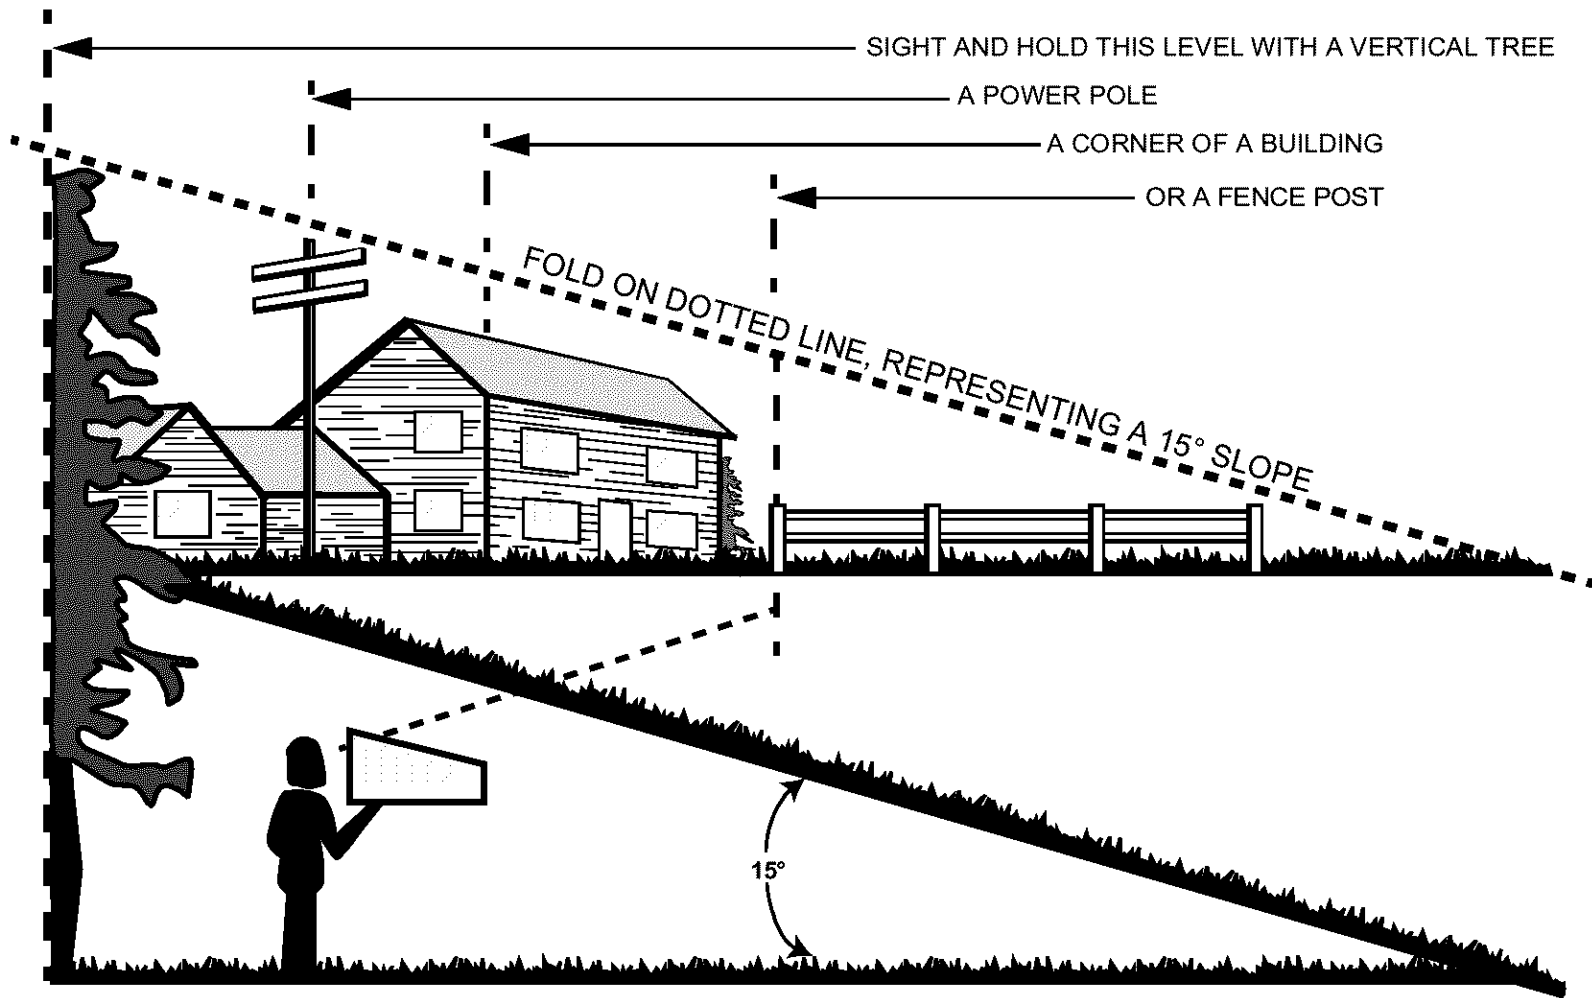 SIGHT AND HOLD THIS LEVEL WITH A VERTICAL TREE
A POWER POLE
A CORNER OF A BUILDING
OR A FENCE POST
FOLD ON DOTTED LINE, REPRESENTING A 15° SLOPE
15°